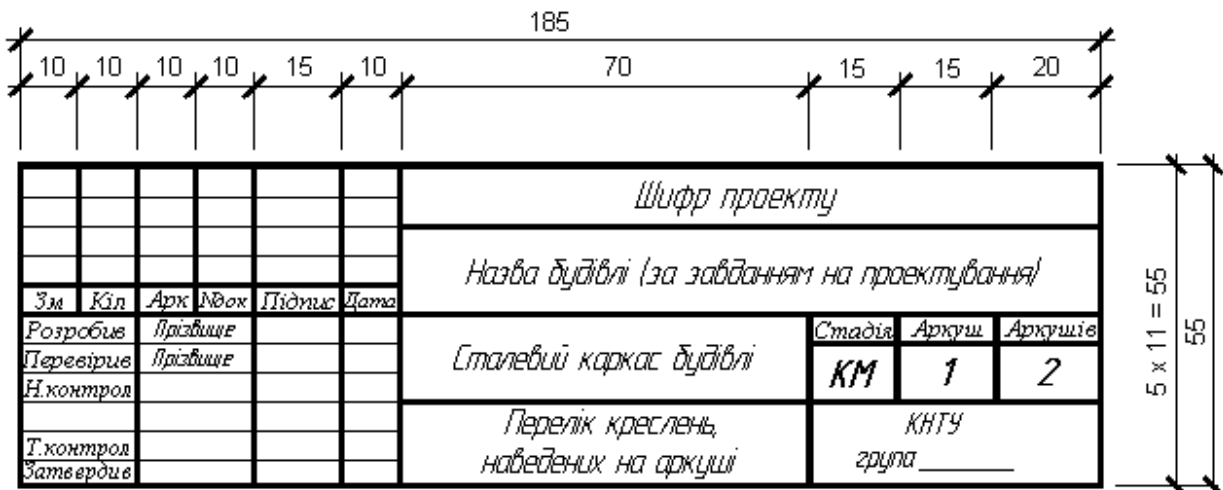 185
10 10 10 10 15 10 70 15 15 20
Шифр проекту
Назва будівлі (за завданням на проектування)
Зм Кіл Арк №док Підпис Дата
Розробив Прізвище
Перевірив Прізвище
Н.контрол
Т.контрол
Затвердив
Сталевий каркас будівлі
Стадія Аркуш Аркушів
КМ 1 2
Перелік креслень,
наведених на аркуші
КНТУ
група
5 x 11 = 55
55